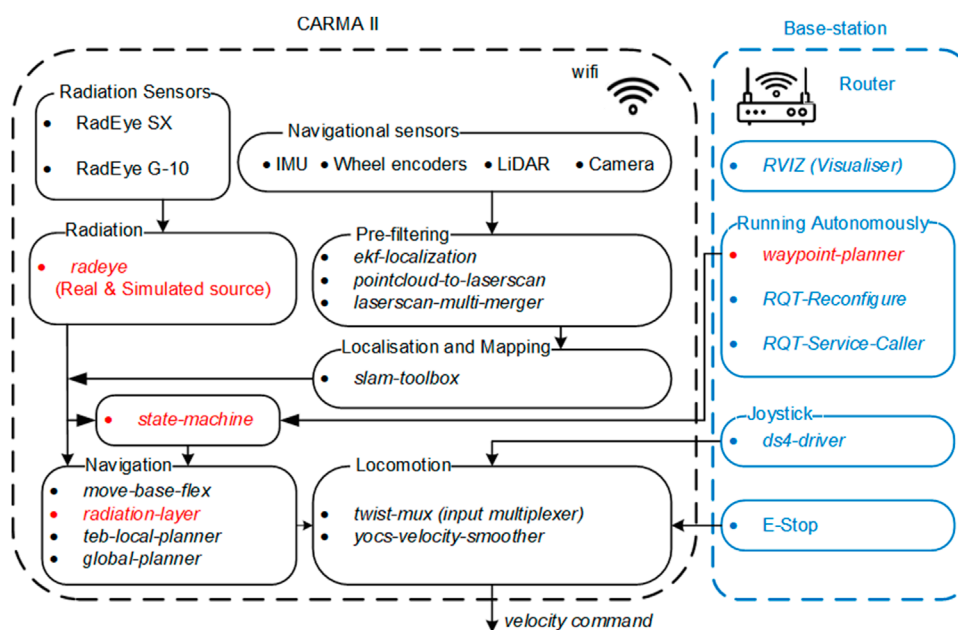 CARMA II
wifi
Radiation Sensors
RadEye SX
RadEye G-10
Navigational sensors
IMU
Wheel encoders
LiDAR
Camera
Radiation
radeye
(Real & Simulated source)
Pre-filtering
ekf-localization
pointcloud-to-laserscan
laserscan-multi-merger
Localisation and Mapping
slam-toolbox
state-machine
Navigation
move-base-flex
radiation-layer
teb-local-planner
global-planner
Locomotion
twist-mux (input multiplexer)
yocs-velocity-smoother
velocity command
Base-station
Router
RVIZ (Visualiser)
Running Autonomously
waypoint-planner
RQT-Reconfigure
RQT-Service-Caller
Joystick
ds4-driver
E-Stop